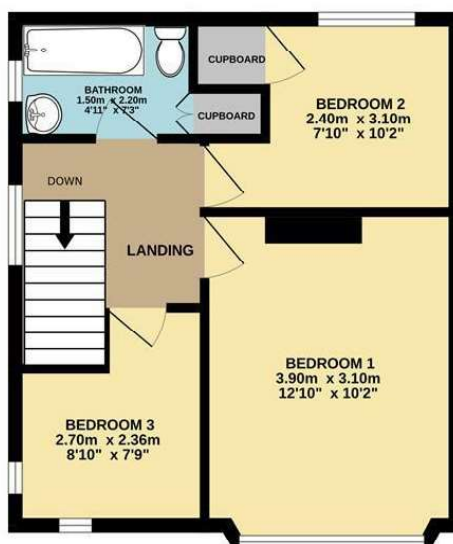 BATHROOM
1.50m x 2.20m
4'11" x 7'3"
CUPBOARD
CUPBOARD
BEDROOM 2
2.40m x 3.10m
7'10" x 10'2"
DOWN
LANDING
BEDROOM 1
3.90m x 3.10m
12'10" x 10'2"
BEDROOM 3
2.70m x 2.36m
8'10" x 7'9"